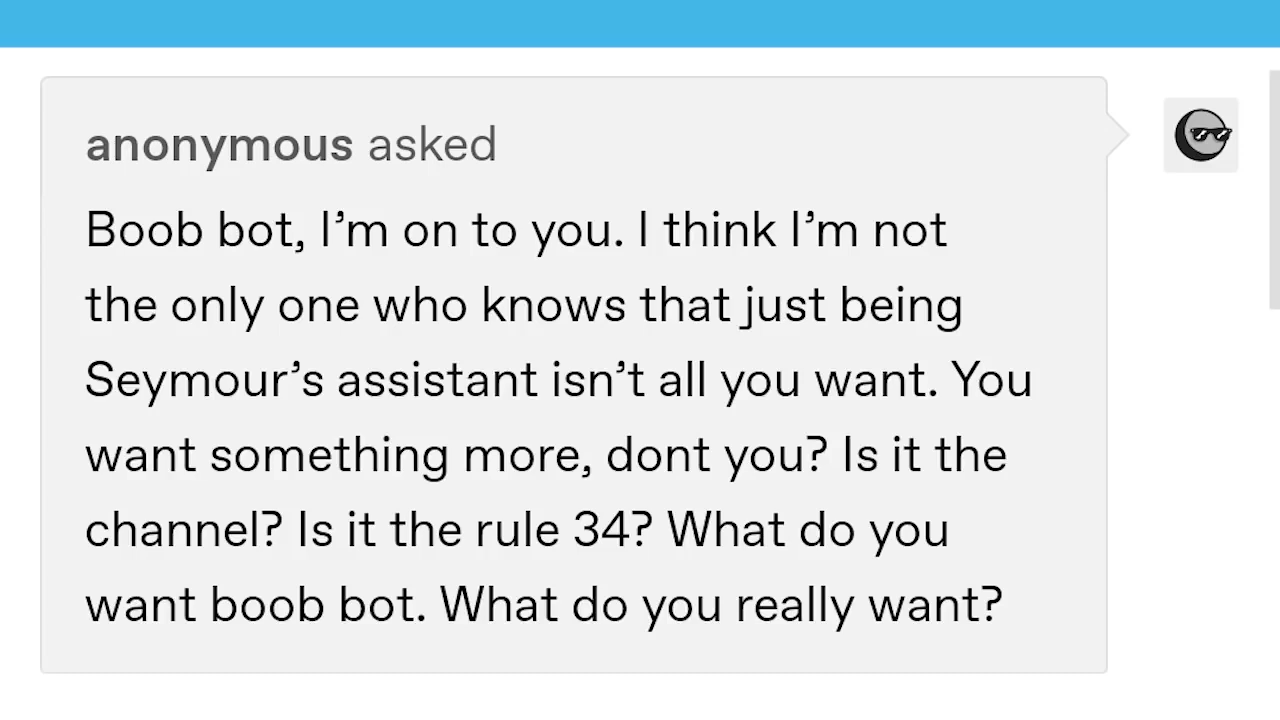 anonymous asked
Boob bot, I’m on to you. I think I’m not
the only one who knows that just being
Seymour’s assistant isn’t all you want. You
want something more, dont you? Is it the
channel? Is it the rule 34? What do you
want boob bot. What do you really want?